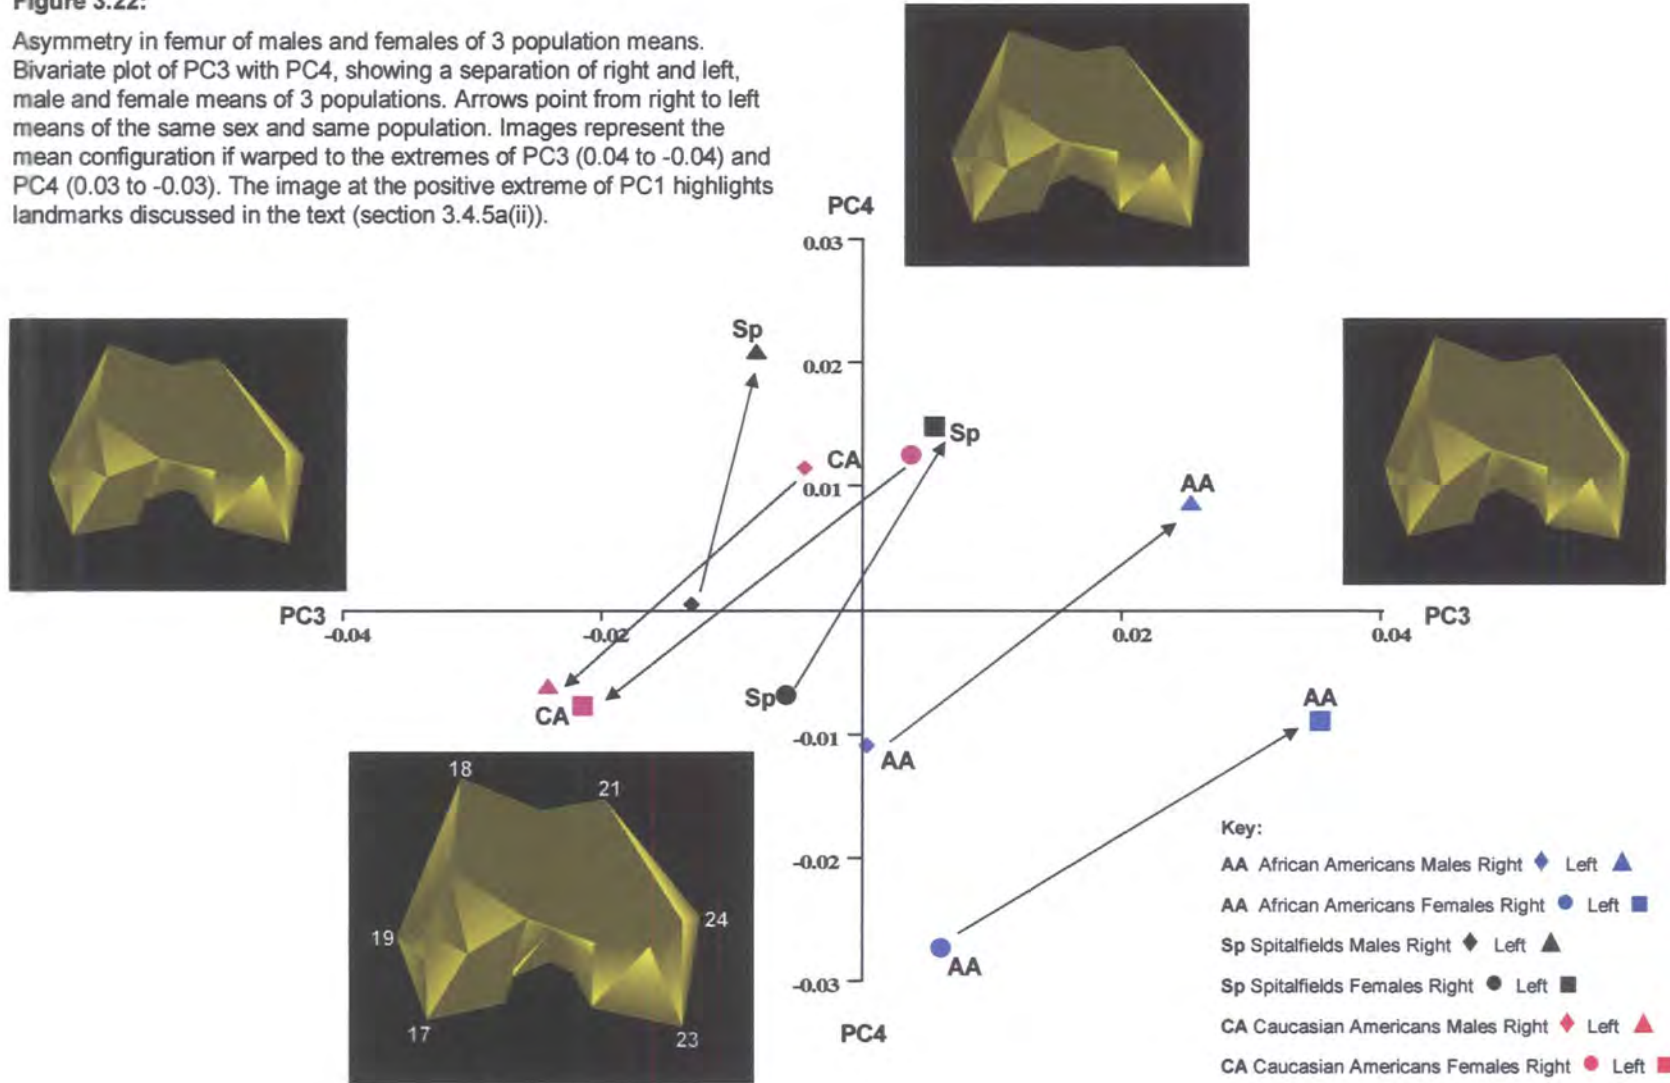 Figure 3.22:
Asymmetry in femur of males and females of 3 population means.
Bivariate plot of PC3 with PC4, showing a separation of right and left,
male and female means of 3 populations. Arrows point from right to left
means of the same sex and same population. Images represent the
mean configuration if warped to the extremes of PC3 (0.04 to -0.04) and
PC4 (0.03 to -0.03). The image at the positive extreme of PC1 highlights
landmarks discussed in the text (section 3.4.5a(ii)).
PC4
0.03
Sp
0.02
Sp
CA
0.01
AA
PC3
-0.04
-0.02
0.02
0.04
PC3
Sp
CA
AA
-0.01
AA
18
21
19
24
17
23
-0.02
AA
-0.03
PC4
Key:
AA African Americans Males Right Left
AA African Americans Females Right Left
Sp Spitalfields Males Right Left
Sp Spitalfields Females Right Left
CA Caucasian Americans Males Right Left
CA Caucasian Americans Females Right Left